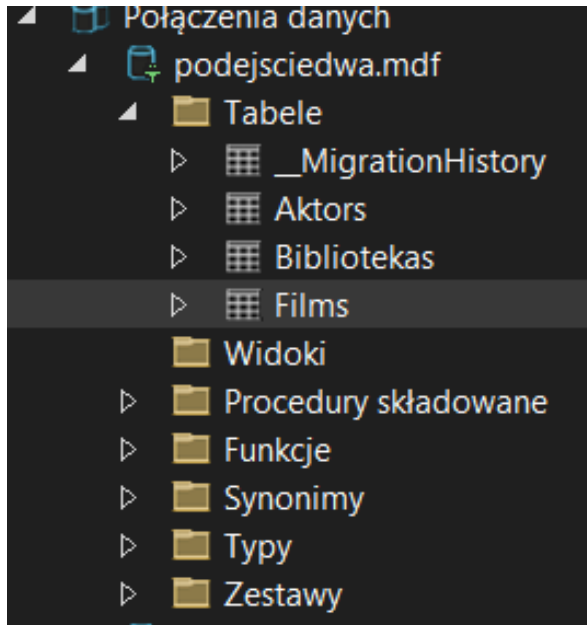 Połączenia danych
podejsciedwa.mdf
Tabele
__MigrationHistory
Aktors
Bibliotekas
Films
Widoki
Procedury składowane
Funkcje
Synonimy
Typy
Zestawy